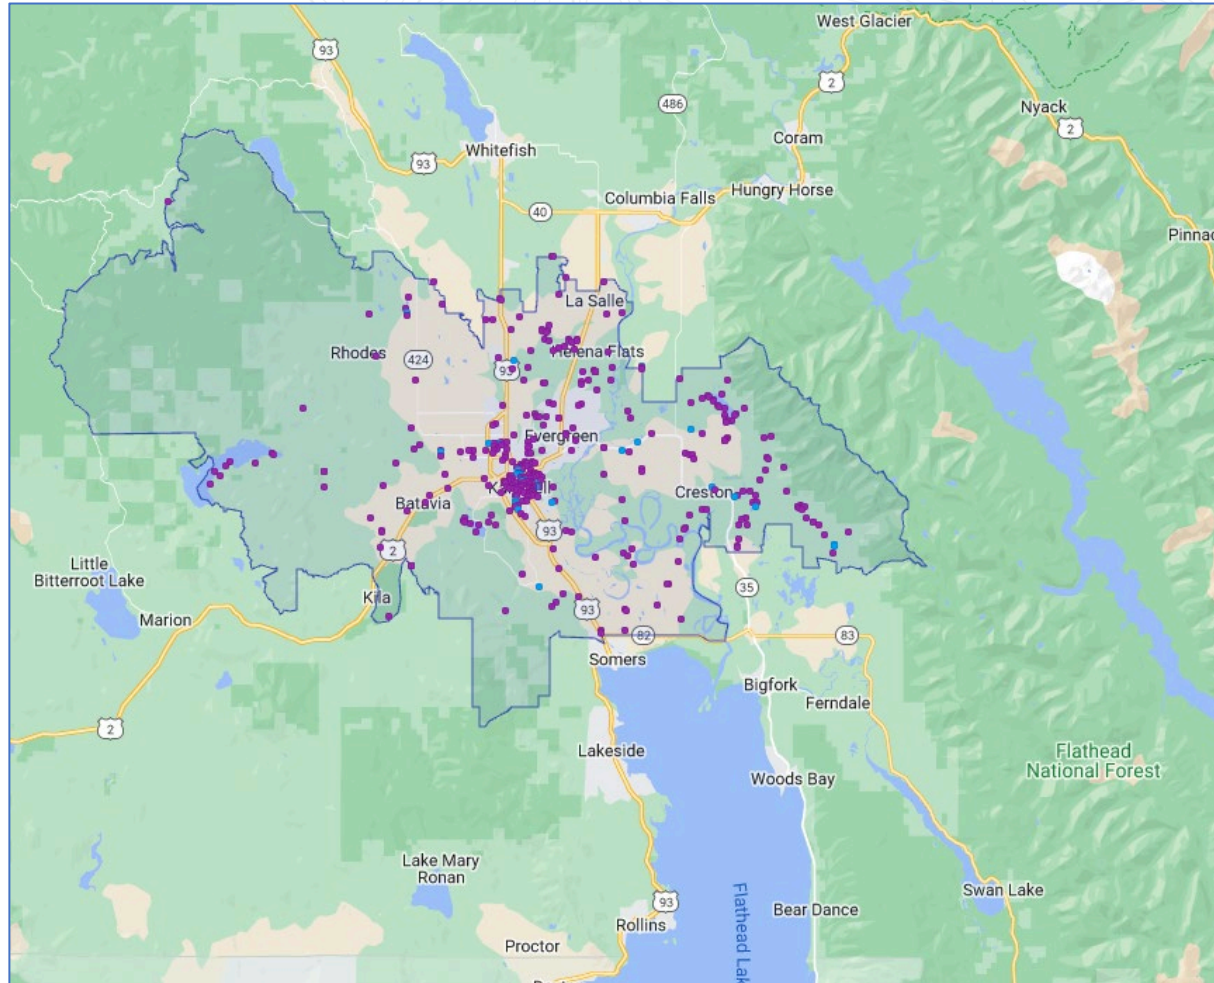 West Glacier
93
2
486
Nyack
2
Coram
Whitefish
93
Hungry Horse
Columbia Falls
40
La Salle
Rhodes
424
Helena Flats
93
Evergreen
Creston
Batavia
93
2
Little
Bitterroot Lake
35
Kila
93
Marion
82
83
Somers
Bigfork
Ferndale
2
Lakeside
Flathead
National Forest
Woods Bay
Lake Mary
Ronan
Swan Lake
93
Bear Dance
Rollins
Proctor
Flathead